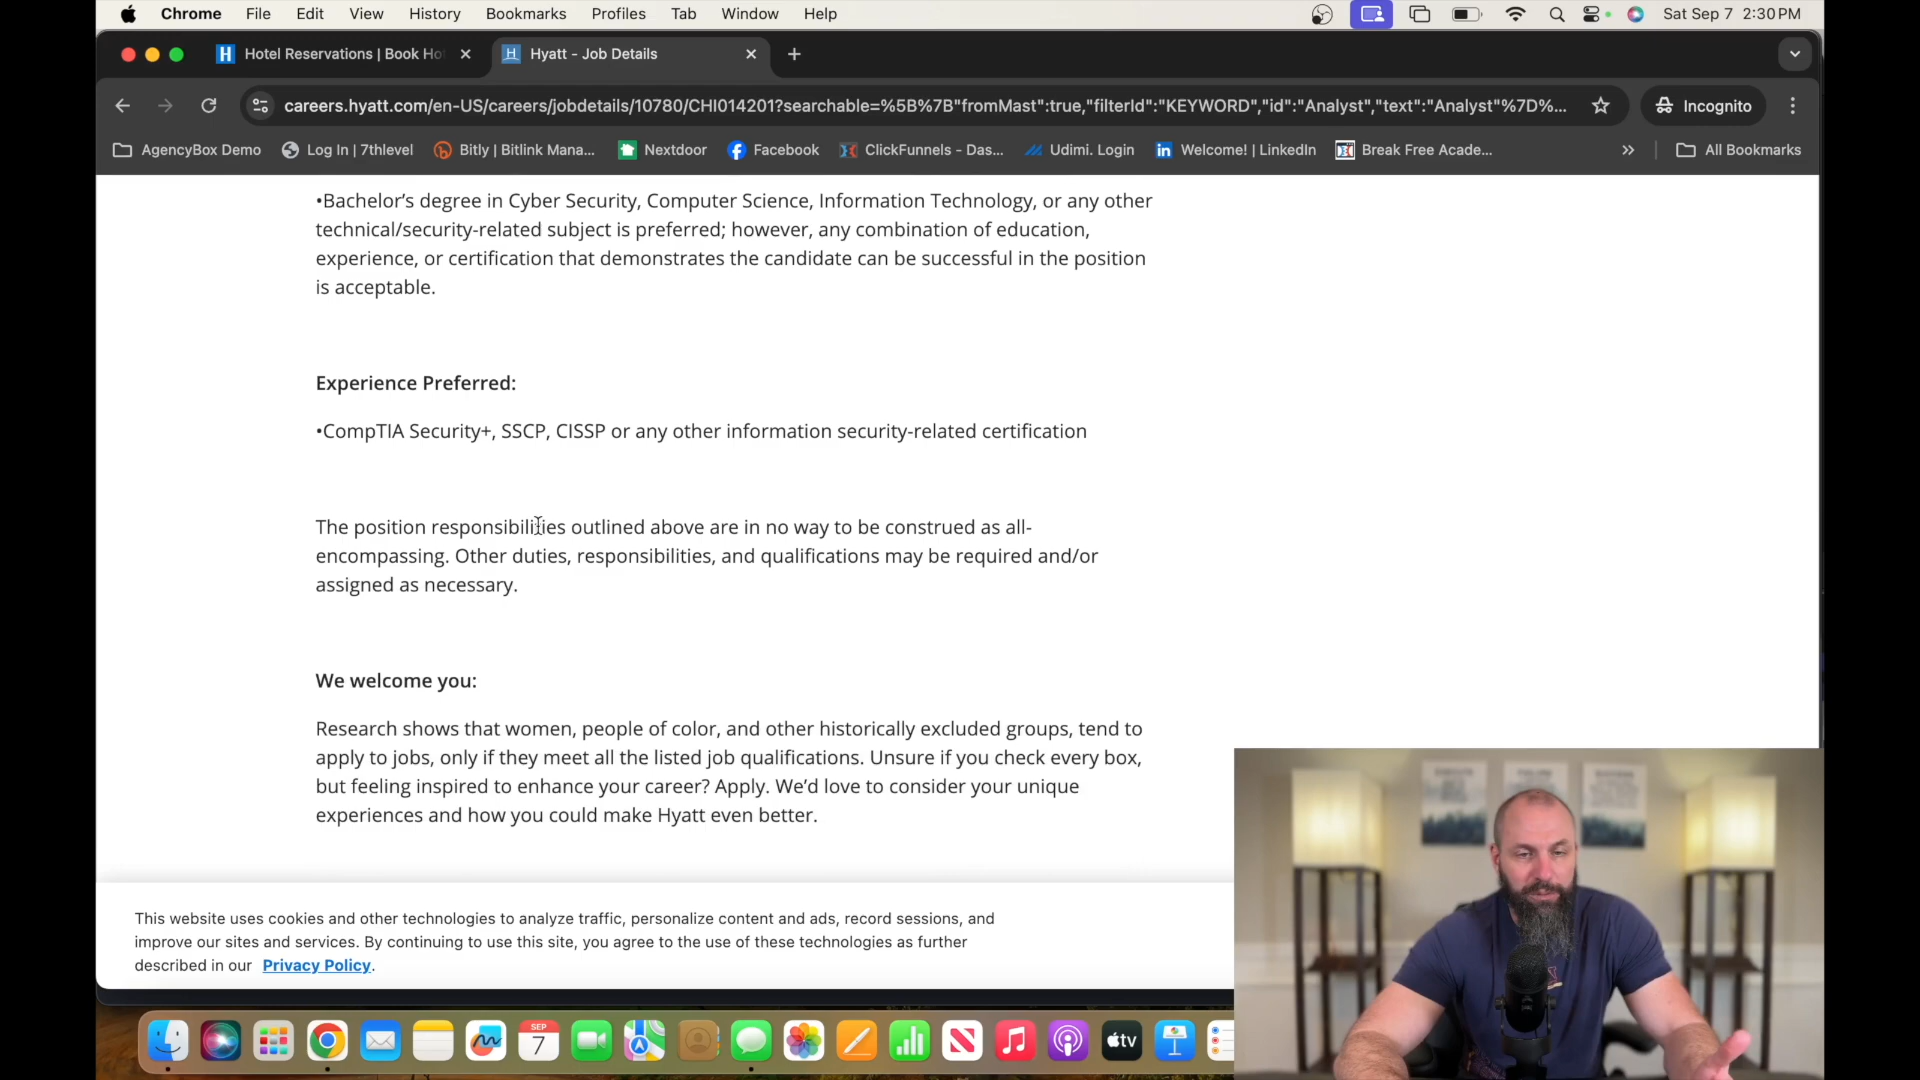 Chrome File Edit View History Bookmarks Profiles Tab Window Help Sat Sep 7 2:30 PM
Hotel Reservations | Book Ho Hyatt - Job Details
careers.hyatt.com/en-US/careers/jobdetails/10780/CHI014201?searchable=%5B%7B"fromMast":true,"filterId":"KEYWORD","id":"Analyst","text":"Analyst"%7D%... Incognito
AgencyBox Demo Log In | 7thlevel Bitly | Bitlink Mana... Nextdoor Facebook ClickFunnels - Das... Udimi. Login Welcome! | LinkedIn Break Free Acade... All Bookmarks
•Bachelor’s degree in Cyber Security, Computer Science, Information Technology, or any other
technical/security-related subject is preferred; however, any combination of education,
experience, or certification that demonstrates the candidate can be successful in the position
is acceptable.
Experience Preferred:
•CompTIA Security+, SSCP, CISSP or any other information security-related certification
The position responsibilities outlined above are in no way to be construed as all-
encompassing. Other duties, responsibilities, and qualifications may be required and/or
assigned as necessary.
We welcome you:
Research shows that women, people of color, and other historically excluded groups, tend to
apply to jobs, only if they meet all the listed job qualifications. Unsure if you check every box,
but feeling inspired to enhance your career? Apply. We’d love to consider your unique
experiences and how you could make Hyatt even better.
This website uses cookies and other technologies to analyze traffic, personalize content and ads, record sessions, and
improve our sites and services. By continuing to use this site, you agree to the use of these technologies as further
described in our Privacy Policy.
SEP
7
tv